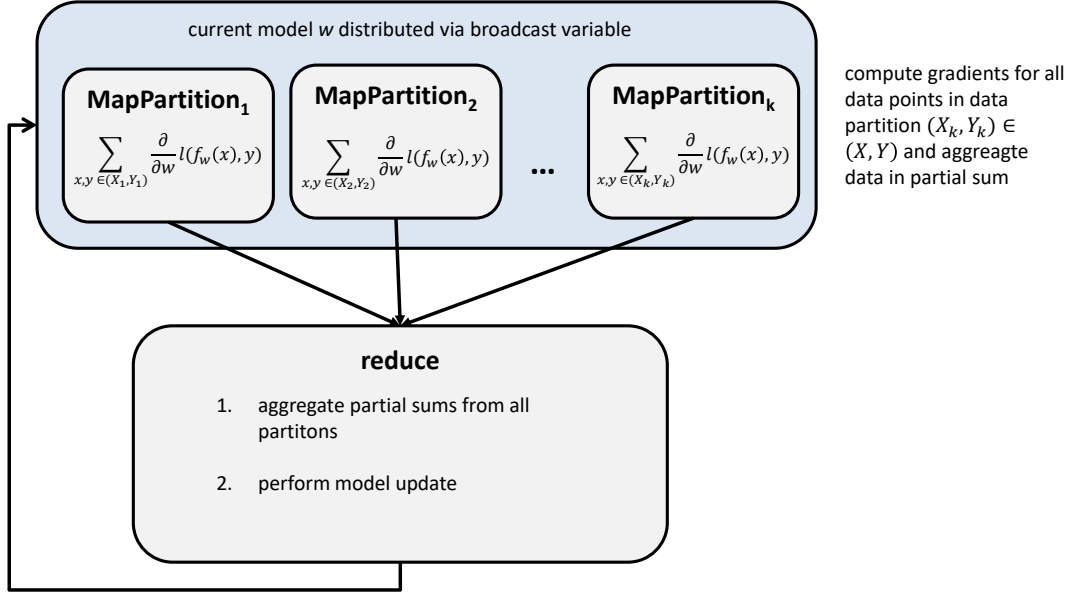 current model w distributed via broadcast variable
MapPartition₁
∑ ∂/∂w l(f_w(x), y)
x,y ∈(X₁,Y₁)
MapPartition₂
∑ ∂/∂w l(f_w(x), y)
x,y ∈(X₂,Y₂)
...
MapPartitionₖ
∑ ∂/∂w l(f_w(x), y)
x,y ∈(Xₖ,Yₖ)
compute gradients for all
data points in data
partition (Xₖ, Yₖ) ∈
(X, Y) and aggreagte
data in partial sum
reduce
1. aggregate partial sums from all
partitons
2. perform model update